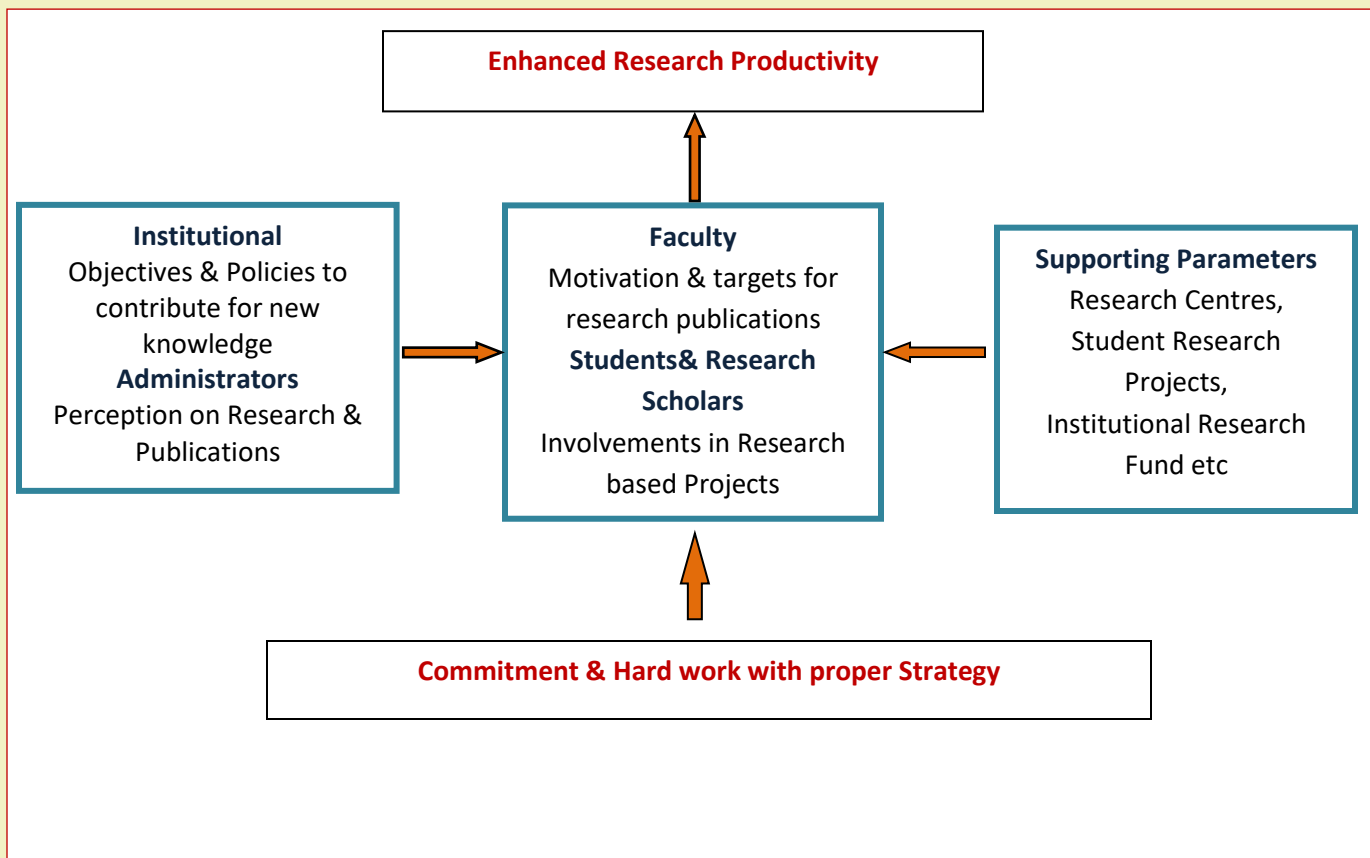 Enhanced Research Productivity
Institutional
Objectives & Policies to
contribute for new
knowledge
Administrators
Perception on Research &
Publications
Faculty
Motivation & targets for
research publications
Students& Research
Scholars
Involvements in Research
based Projects
Supporting Parameters
Research Centres,
Student Research
Projects,
Institutional Research
Fund etc
Commitment & Hard work with proper Strategy